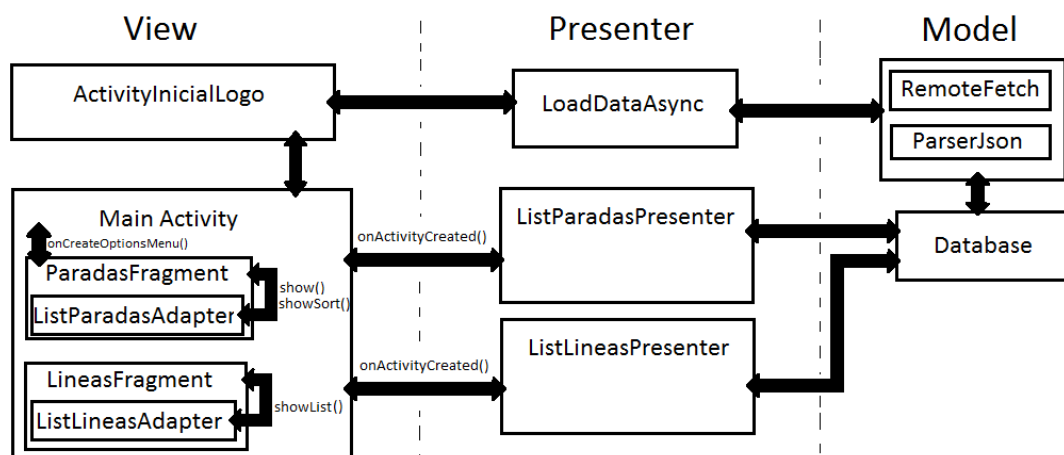 View
Presenter
Model
ActivityInicialLogo
LoadDataAsync
RemoteFetch
ParserJson
Main Activity
onCreateOptionsMenu()
ParadasFragment
ListParadasAdapter
show()
showSort()
onActivityCreated()
ListParadasPresenter
Database
LineasFragment
ListLineasAdapter
showList()
onActivityCreated()
ListLineasPresenter